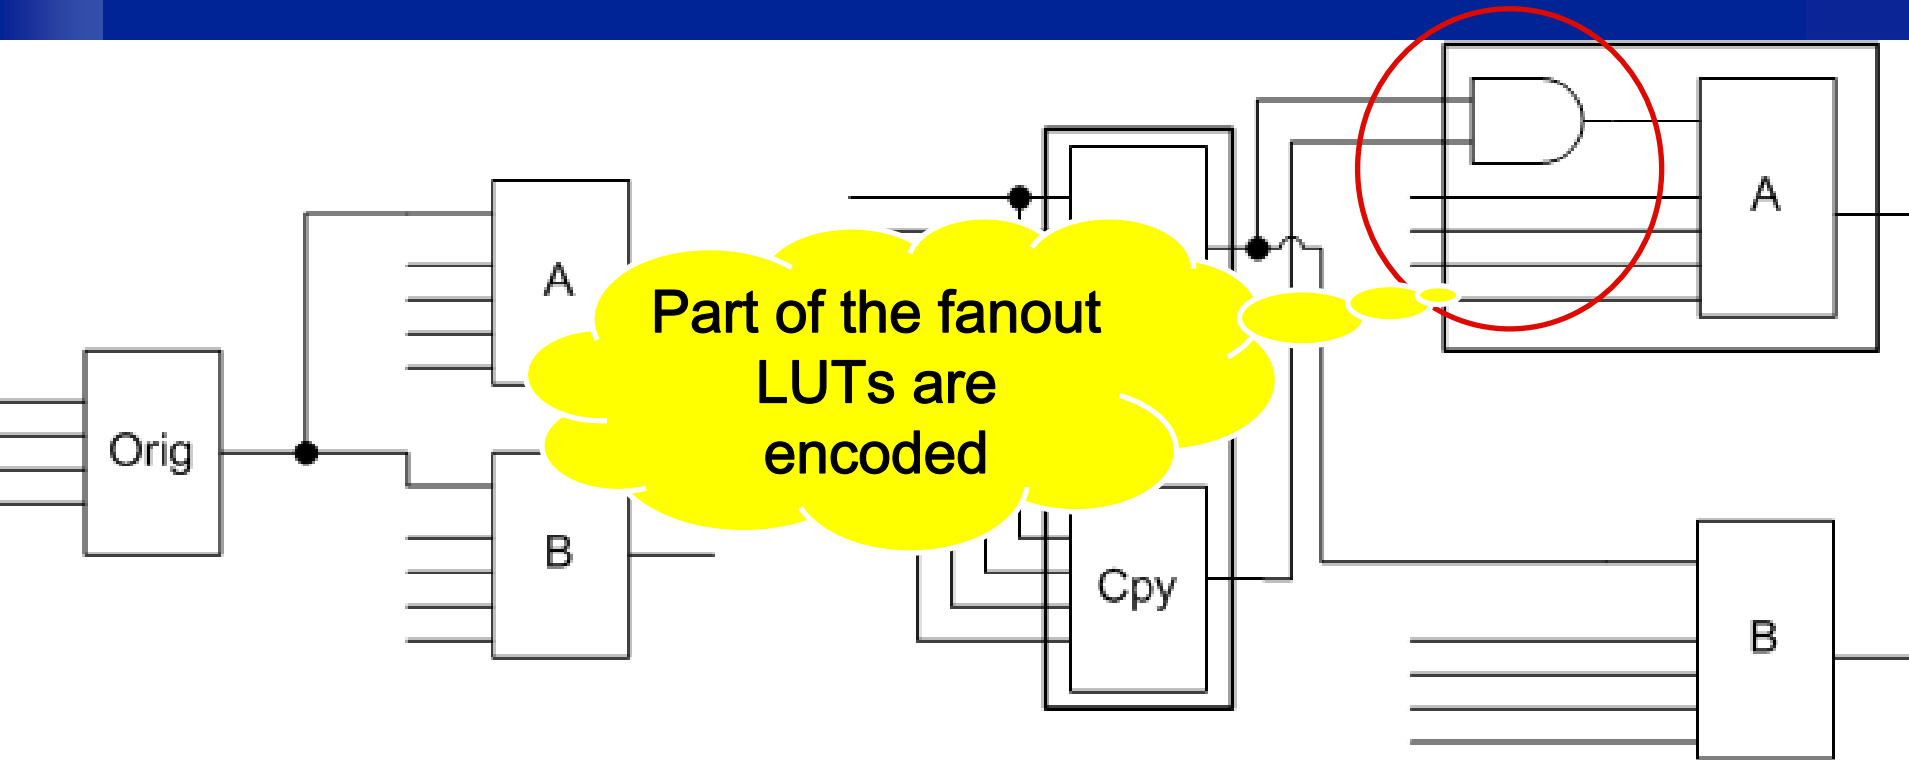 A
Part of the fanout
LUTs are
encoded
Orig
B
Cpy
A
B